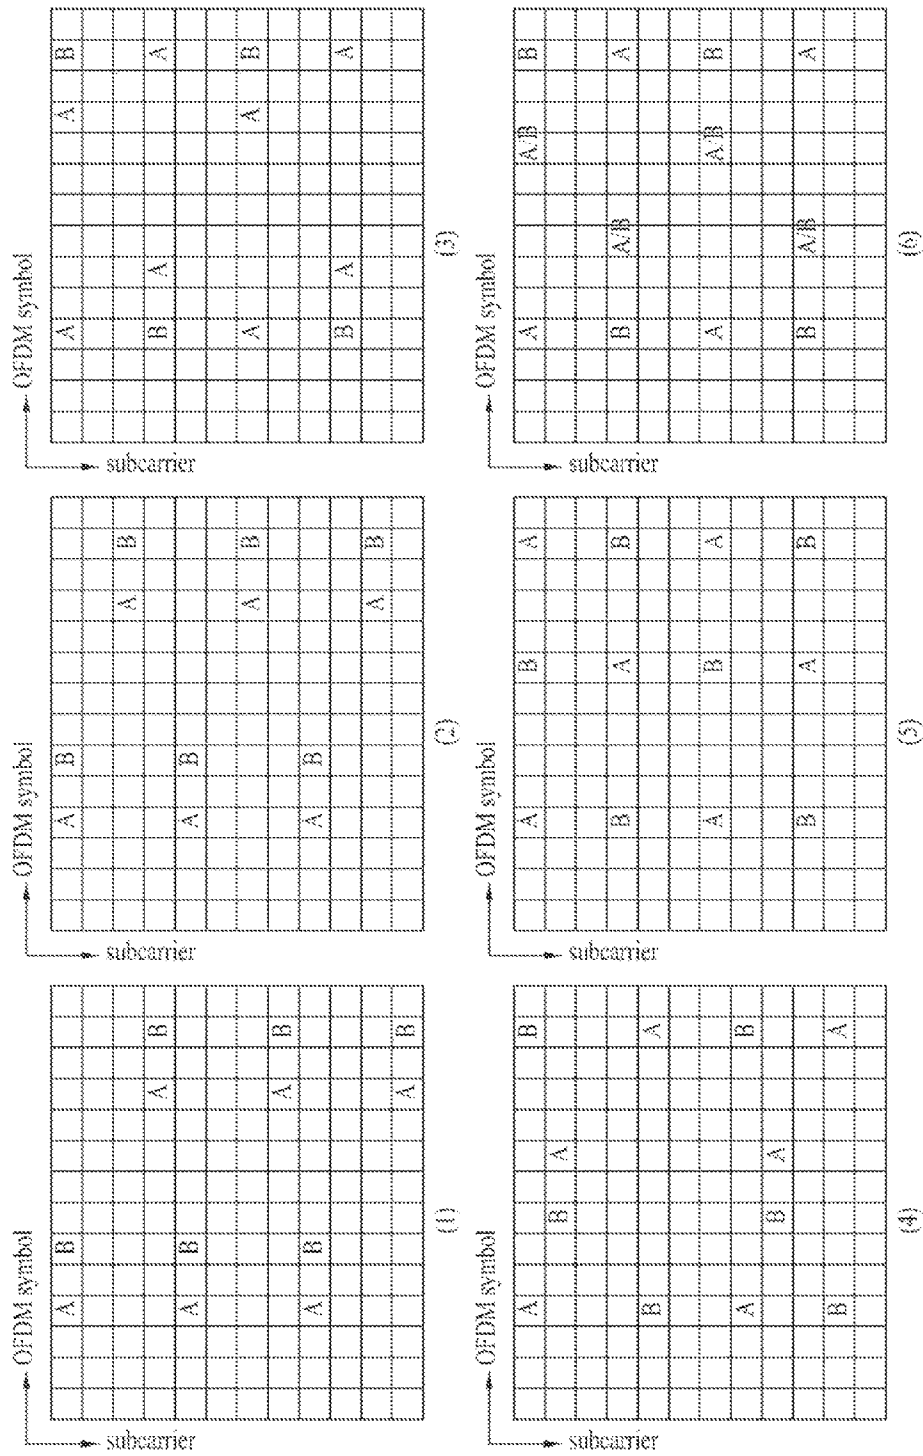 OFDM symbol
subcarrier
A B
A B
A B
A B
A B
A B
(1)
OFDM symbol
subcarrier
A B
A B
A B
A B
A B
A B
(2)
OFDM symbol
subcarrier
A A B
B A A
A A B
B A A
(3)
OFDM symbol
subcarrier
A B
B A
B A
A B
B A
B A
(4)
OFDM symbol
subcarrier
A B A
B A B
A B A
B A B
(5)
OFDM symbol
subcarrier
A A/B B
B A/B A
A A/B B
B A/B A
(6)